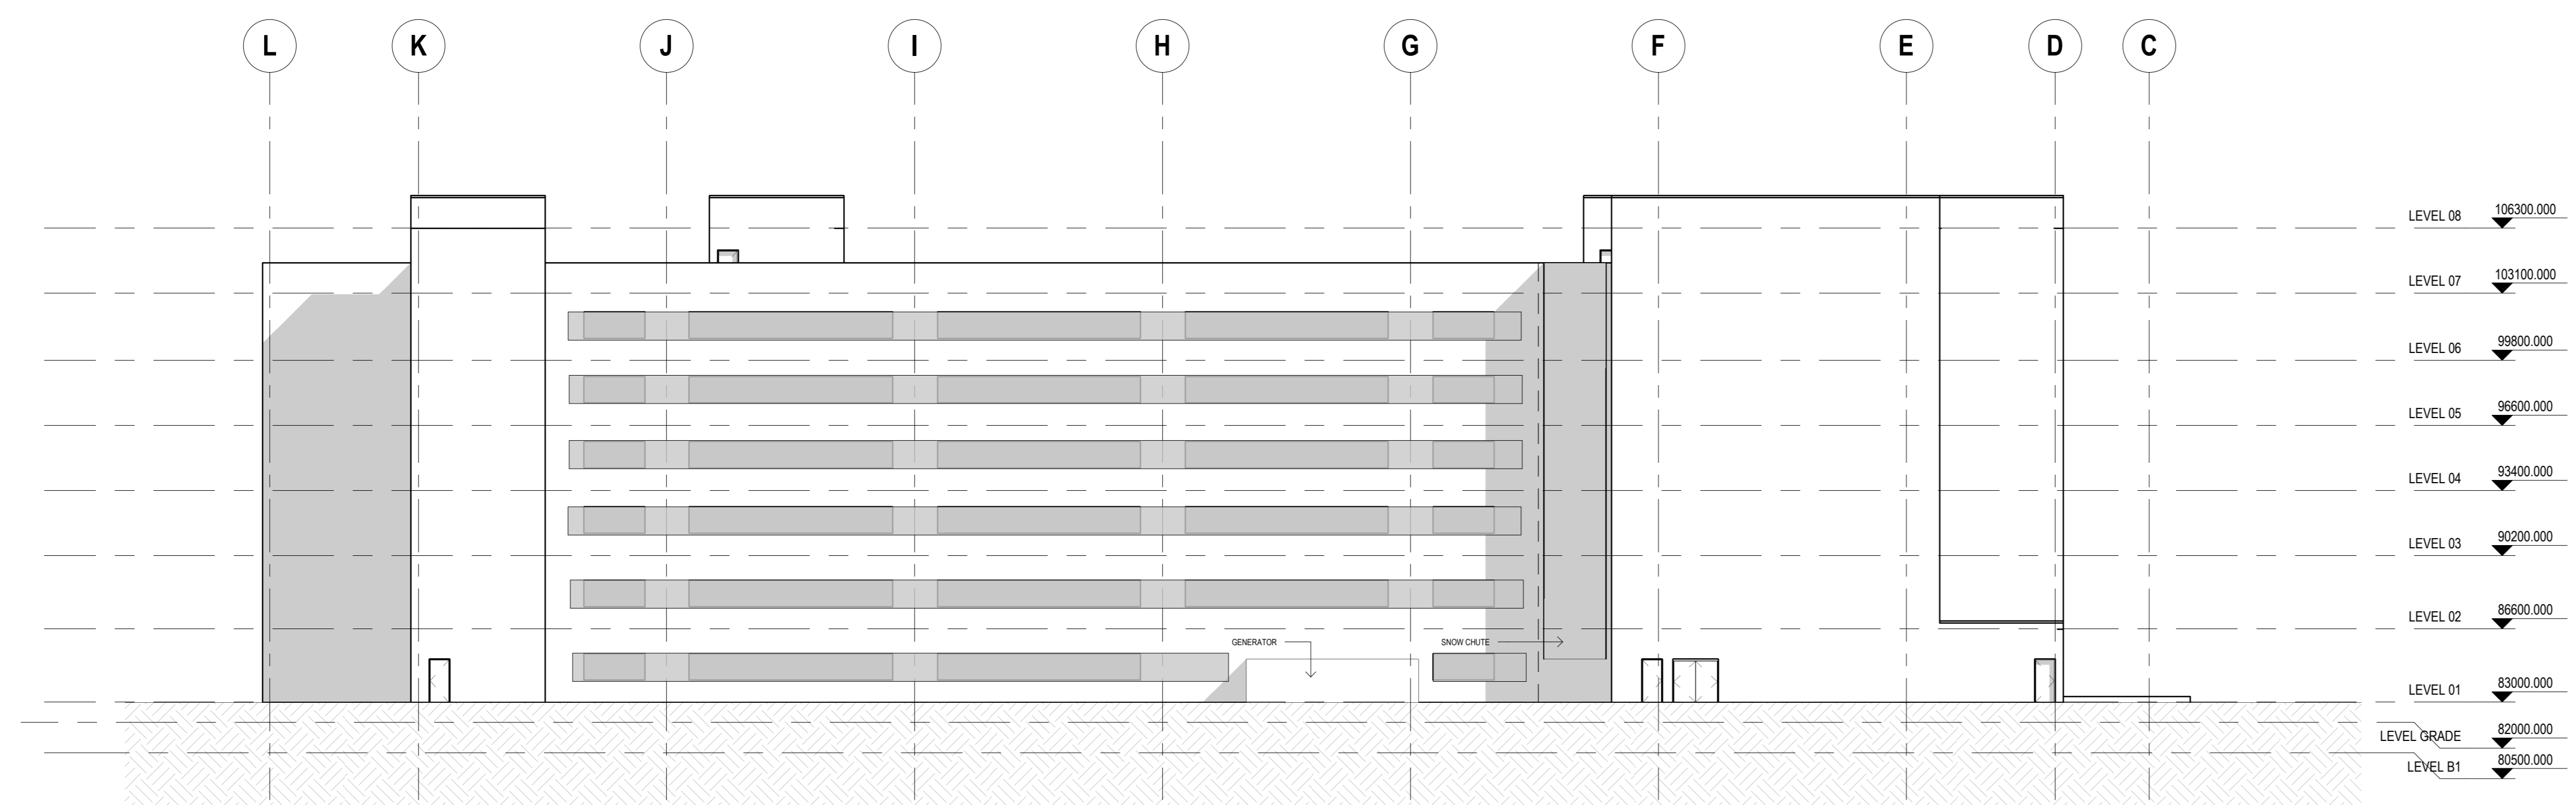 L K J I H G F E D C
LEVEL 08 106300.000
LEVEL 07 103100.000
LEVEL 06 99800.000
LEVEL 05 96600.000
LEVEL 04 93400.000
LEVEL 03 90200.000
LEVEL 02 86600.000
GENERATOR SNOW CHUTE
LEVEL 01 83000.000
LEVEL GRADE 82000.000
LEVEL B1 80500.000